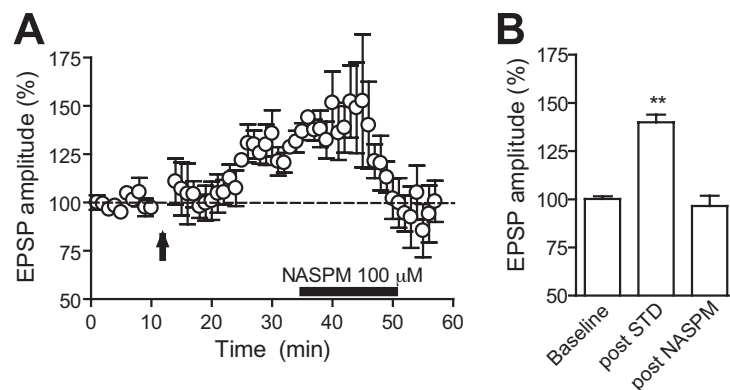 A
EPSP amplitude (%)
175
150
125
100
75
50
NASPM 100 μM
0 10 20 30 40 50 60
Time (min)
B
EPSP amplitude (%)
175
150
125
100
75
50
**
Baseline
post STD
post NASPM